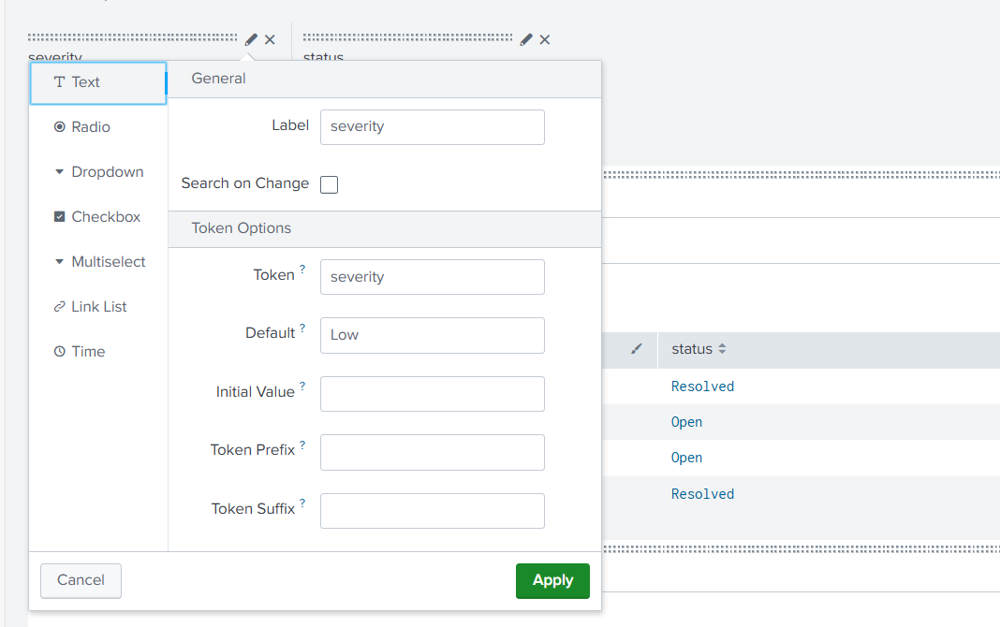 severity
status
Text
General
Radio
Label
severity
Dropdown
Search on Change
Checkbox
Token Options
Multiselect
Token ?
severity
Link List
Default ?
Low
Time
status
Initial Value ?
Resolved
Open
Token Prefix ?
Open
Token Suffix ?
Resolved
Cancel
Apply